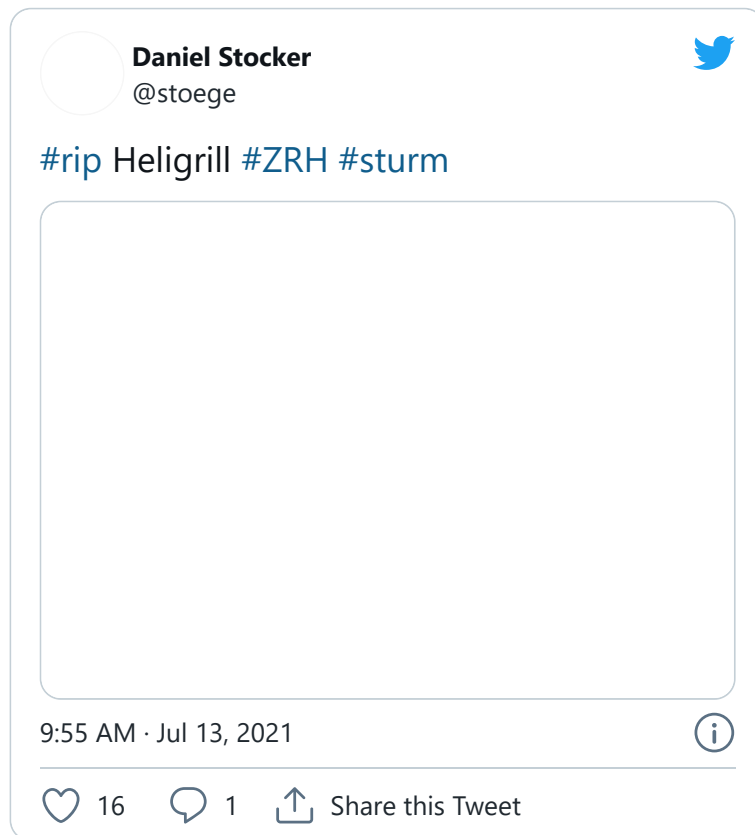 Daniel Stocker
@stoege
#rip Heligrill #ZRH #sturm
9:55 AM · Jul 13, 2021
16 1 Share this Tweet